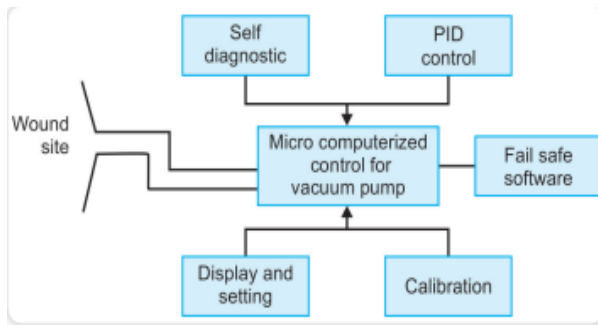 Self
diagnostic
PID
control
Wound
site
Micro computerized
control for
vacuum pump
Fail safe
software
Display and
setting
Calibration